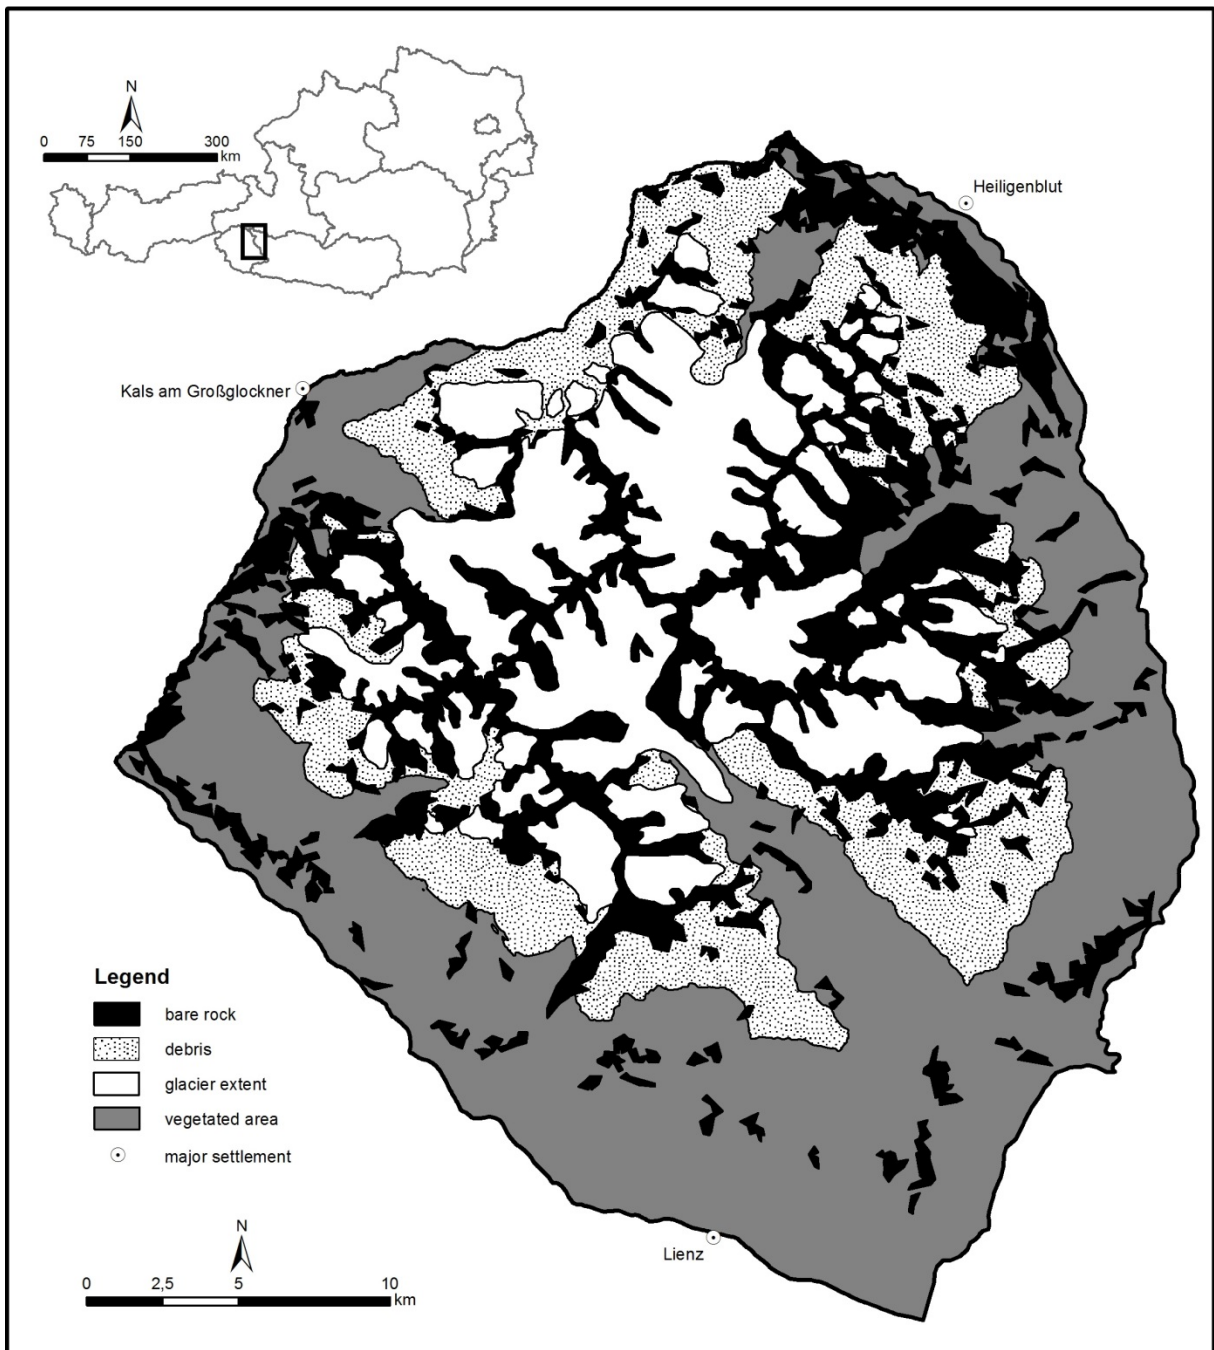 N
0 75 150 300
km
Heiligenblut
Kals am Großglockner
Legend
bare rock
debris
glacier extent
vegetated area
major settlement
N
Lienz
0 2,5 5 10
km